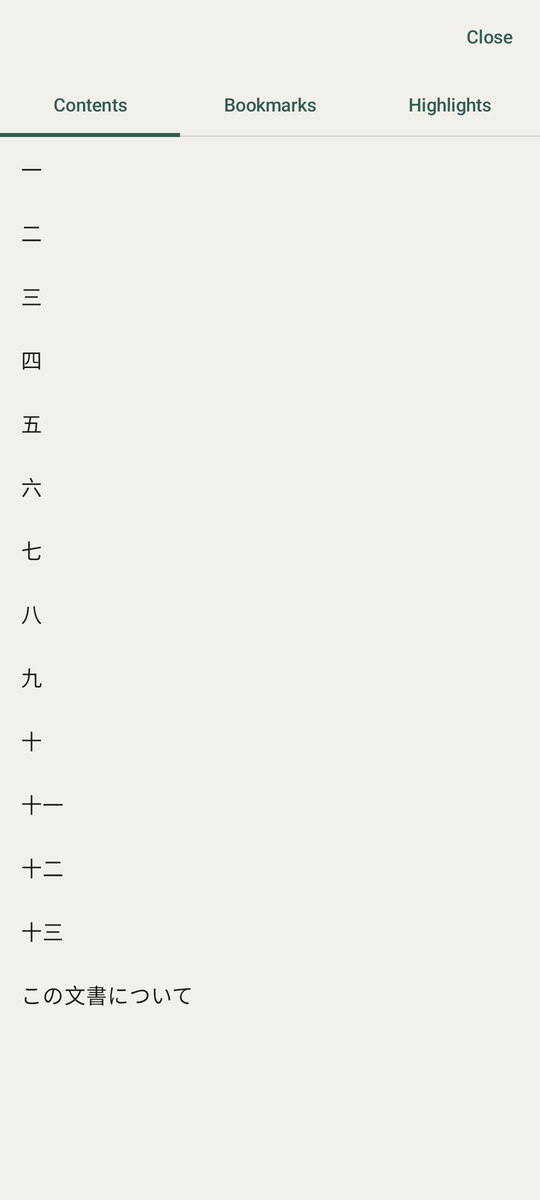 Close
Contents Bookmarks Highlights
一
二
三
四
五
六
七
八
九
十
十一
十二
十三
この文書について